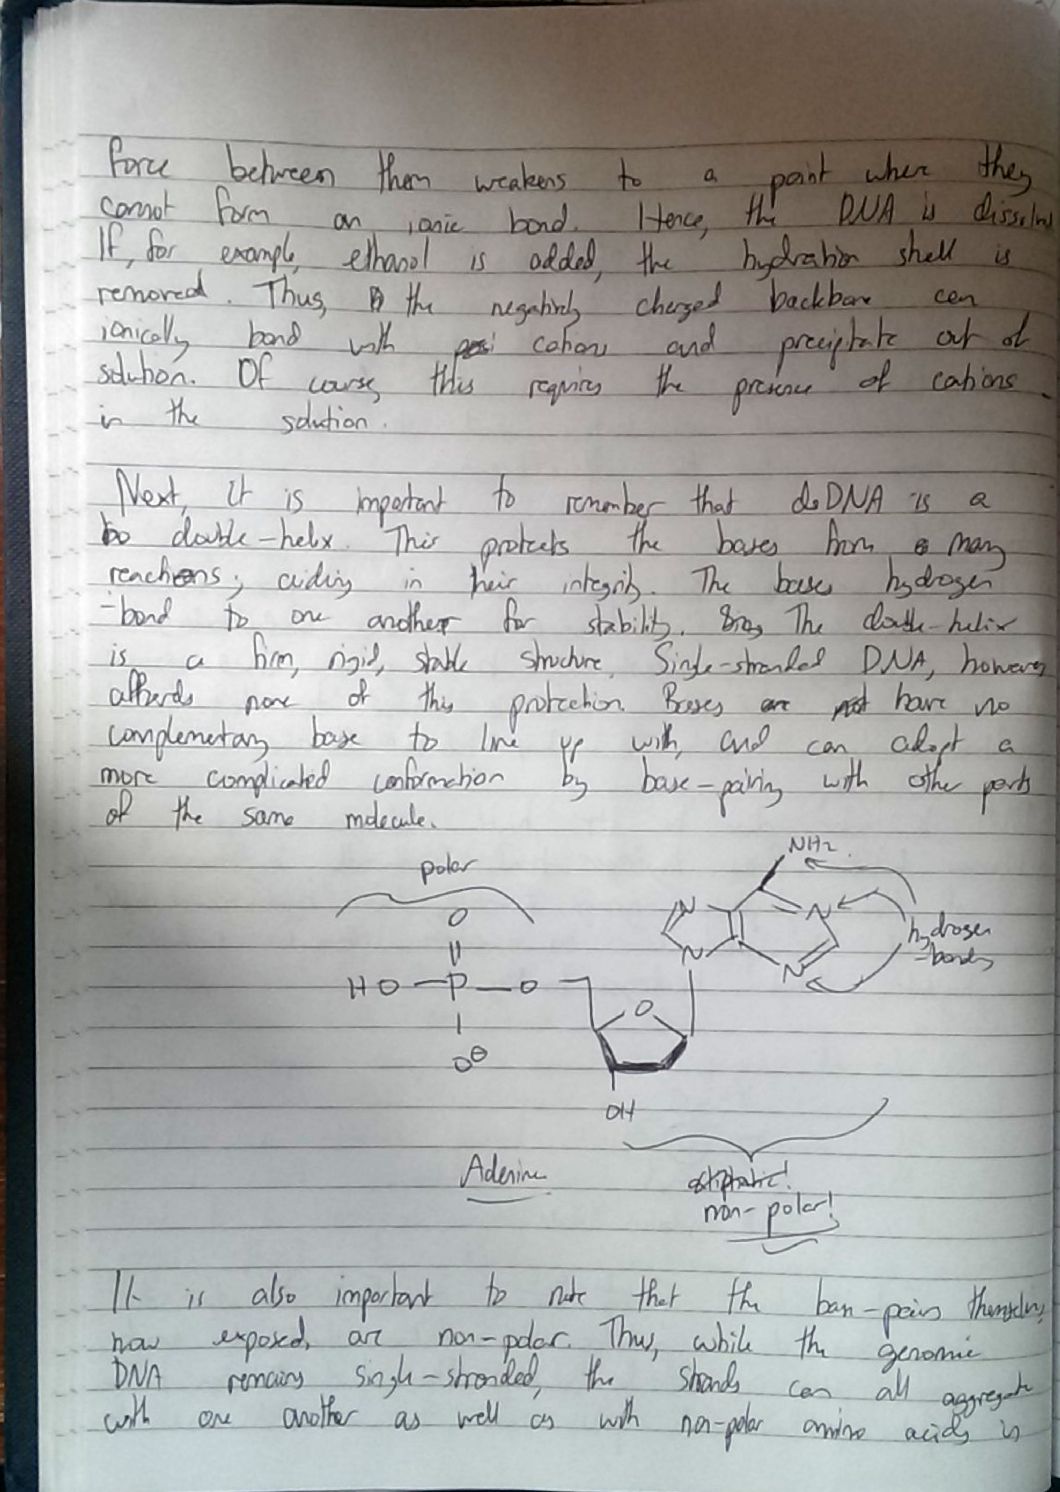 force between them weakens to a point where they
cannot form an ionic bond. Hence, the DNA is dissolved
If, for example, ethanol is added, the hydration shell is
removed. Thus, the negatively charged backbone can
ionically bond with cations and precipitate out of
solution. Of course, this requires the presence of cations
in the solution.
Next, it is important to remember that dsDNA is a
double-helix. This protects the bases from many
reactions, aiding in their integrity. The bases hydrogen
-bond to one another for stability. The double-helix
is a firm, rigid, stable structure. Single-stranded DNA, however
affords none of this protection. Bases have no
complementary base to line up with, and can adopt a
more complicated conformation by base-pairing with other parts
of the same molecule.
NH2
polar
O
N N
hydrogen
-bonds
N N
HO P O
O
O⊖
OH
Adenine
aliphatic!
non-polar!
It is also important to note that the base-pairs themselves,
now exposed, are non-polar. Thus, while the genomic
DNA remains single-stranded, the strands can all aggregate
with one another as well as with non-polar amino acids in